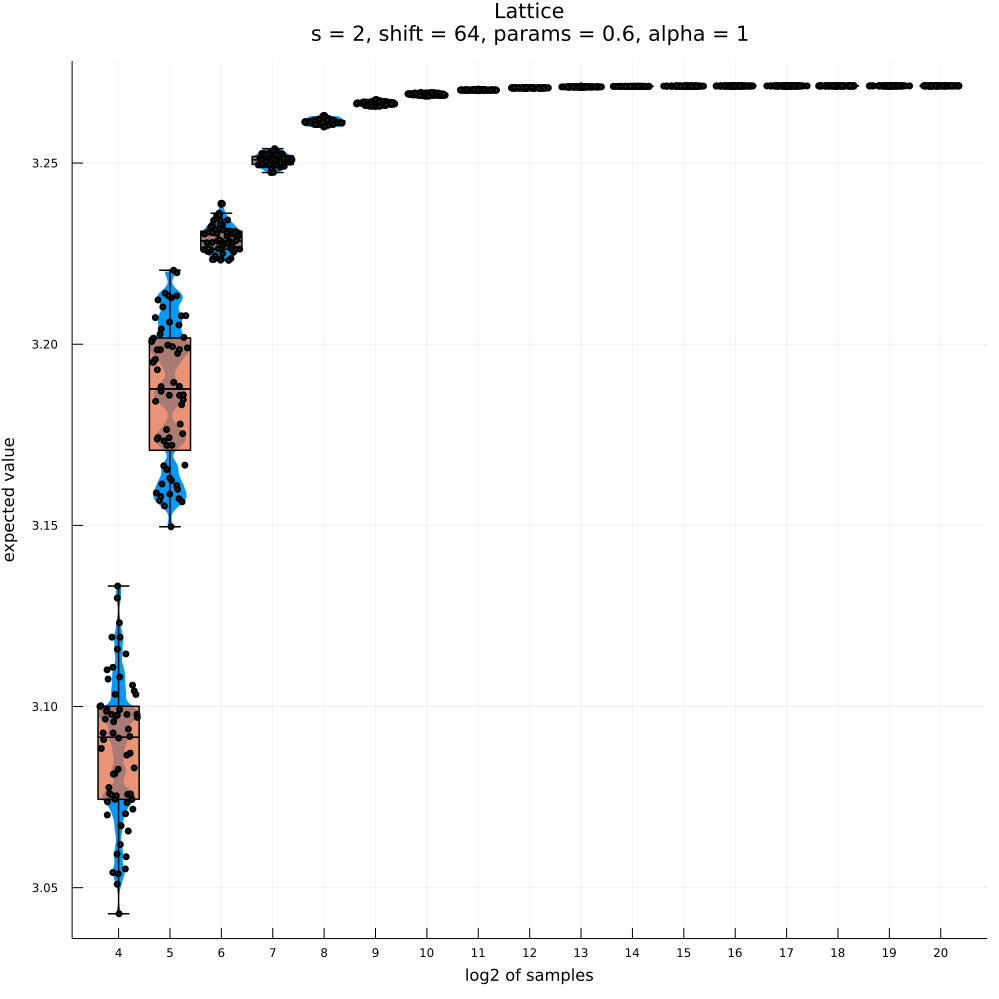 Lattice
s = 2, shift = 64, params = 0.6, alpha = 1
expected value
3.25
3.20
3.15
3.10
3.05
4 5 6 7 8 9 10 11 12 13 14 15 16 17 18 19 20
log2 of samples